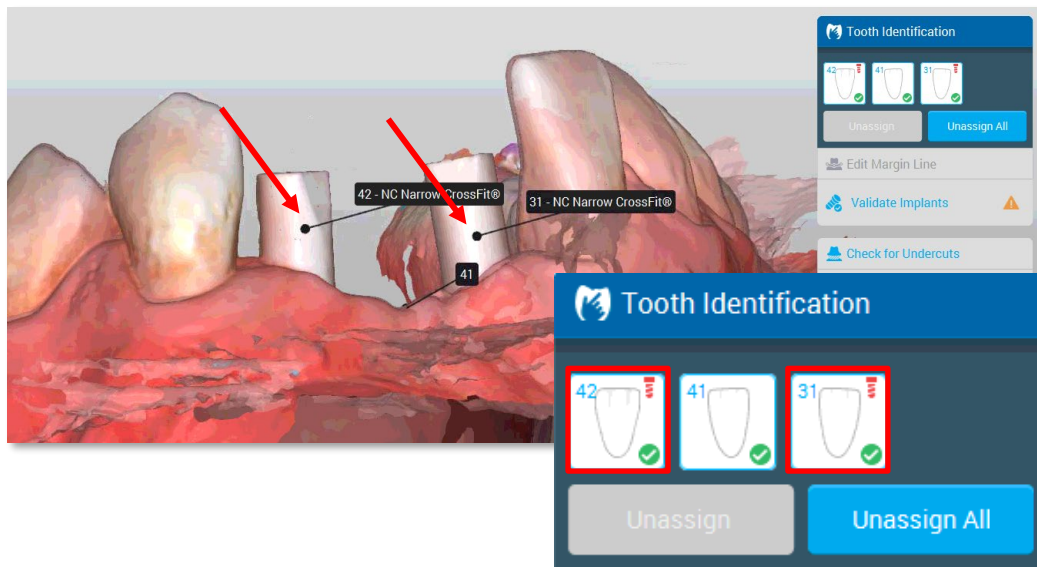 Tooth Identification
42
41
31
Unassign
Unassign All
Edit Margin Line
Validate Implants
Check for Undercuts
42 - NC Narrow CrossFit®
31 - NC Narrow CrossFit®
41
Tooth Identification
42
41
31
Unassign
Unassign All